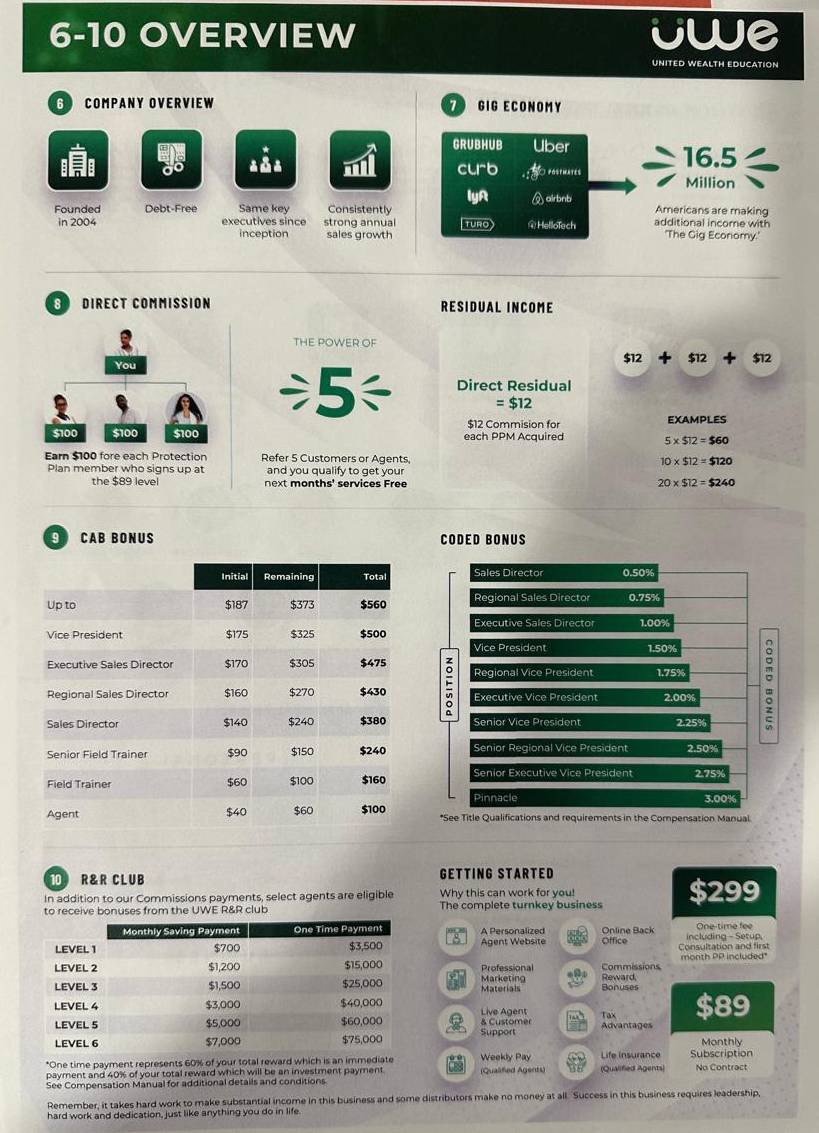 6-10 OVERVIEW
uwe
UNITED WEALTH EDUCATION
6 COMPANY OVERVIEW
Founded
in 2004
Debt-Free
Same key
executives since
inception
Consistently
strong annual
sales growth
7 GIG ECONOMY
GRUBHUB
Uber
curb
POSTMATES
lyft
airbnb
TURO
HelloTech
16.5
Million
Americans are making
additional income with
'The Gig Economy.'
8 DIRECT COMMISSION
You
$100 $100 $100
Earn $100 fore each Protection
Plan member who signs up at
the $89 level
THE POWER OF
5
Refer 5 Customers or Agents,
and you qualify to get your
next months' services Free
RESIDUAL INCOME
Direct Residual
= $12
$12 Commision for
each PPM Acquired
$12 + $12 + $12
EXAMPLES
5 x $12 = $60
10 x $12 = $120
20 x $12 = $240
9 CAB BONUS
Initial Remaining Total
Up to $187 $373 $560
Vice President $175 $325 $500
Executive Sales Director $170 $305 $475
Regional Sales Director $160 $270 $430
Sales Director $140 $240 $380
Senior Field Trainer $90 $150 $240
Field Trainer $60 $100 $160
Agent $40 $60 $100
CODED BONUS
POSITION
Sales Director 0.50%
Regional Sales Director 0.75%
Executive Sales Director 1.00%
Vice President 1.50%
Regional Vice President 1.75%
Executive Vice President 2.00%
Senior Vice President 2.25%
Senior Regional Vice President 2.50%
Senior Executive Vice President 2.75%
Pinnacle 3.00%
CODED BONUS
*See Title Qualifications and requirements in the Compensation Manual.
10 R&R CLUB
In addition to our Commissions payments, select agents are eligible
to receive bonuses from the UWE R&R club
Monthly Saving Payment One Time Payment
LEVEL 1 $700 $3,500
LEVEL 2 $1,200 $15,000
LEVEL 3 $1,500 $25,000
LEVEL 4 $3,000 $40,000
LEVEL 5 $5,000 $60,000
LEVEL 6 $7,000 $75,000
*One time payment represents 60% of your total reward which is an immediate
payment and 40% of your total reward which will be an investment payment.
See Compensation Manual for additional details and conditions.
GETTING STARTED
Why this can work for you!
The complete turnkey business
A Personalized
Agent Website
Online Back
Office
Professional
Marketing
Materials
Commissions,
Reward,
Bonuses
Live Agent
& Customer
Support
TAX
Tax
Advantages
Weekly Pay
(Qualified Agents)
Life Insurance
(Qualified Agents)
$299
One-time fee
including - Setup,
Consultation and first
month PP included*
$89
Monthly
Subscription
No Contract
Remember, it takes hard work to make substantial income in this business and some distributors make no money at all. Success in this business requires leadership,
hard work and dedication, just like anything you do in life.